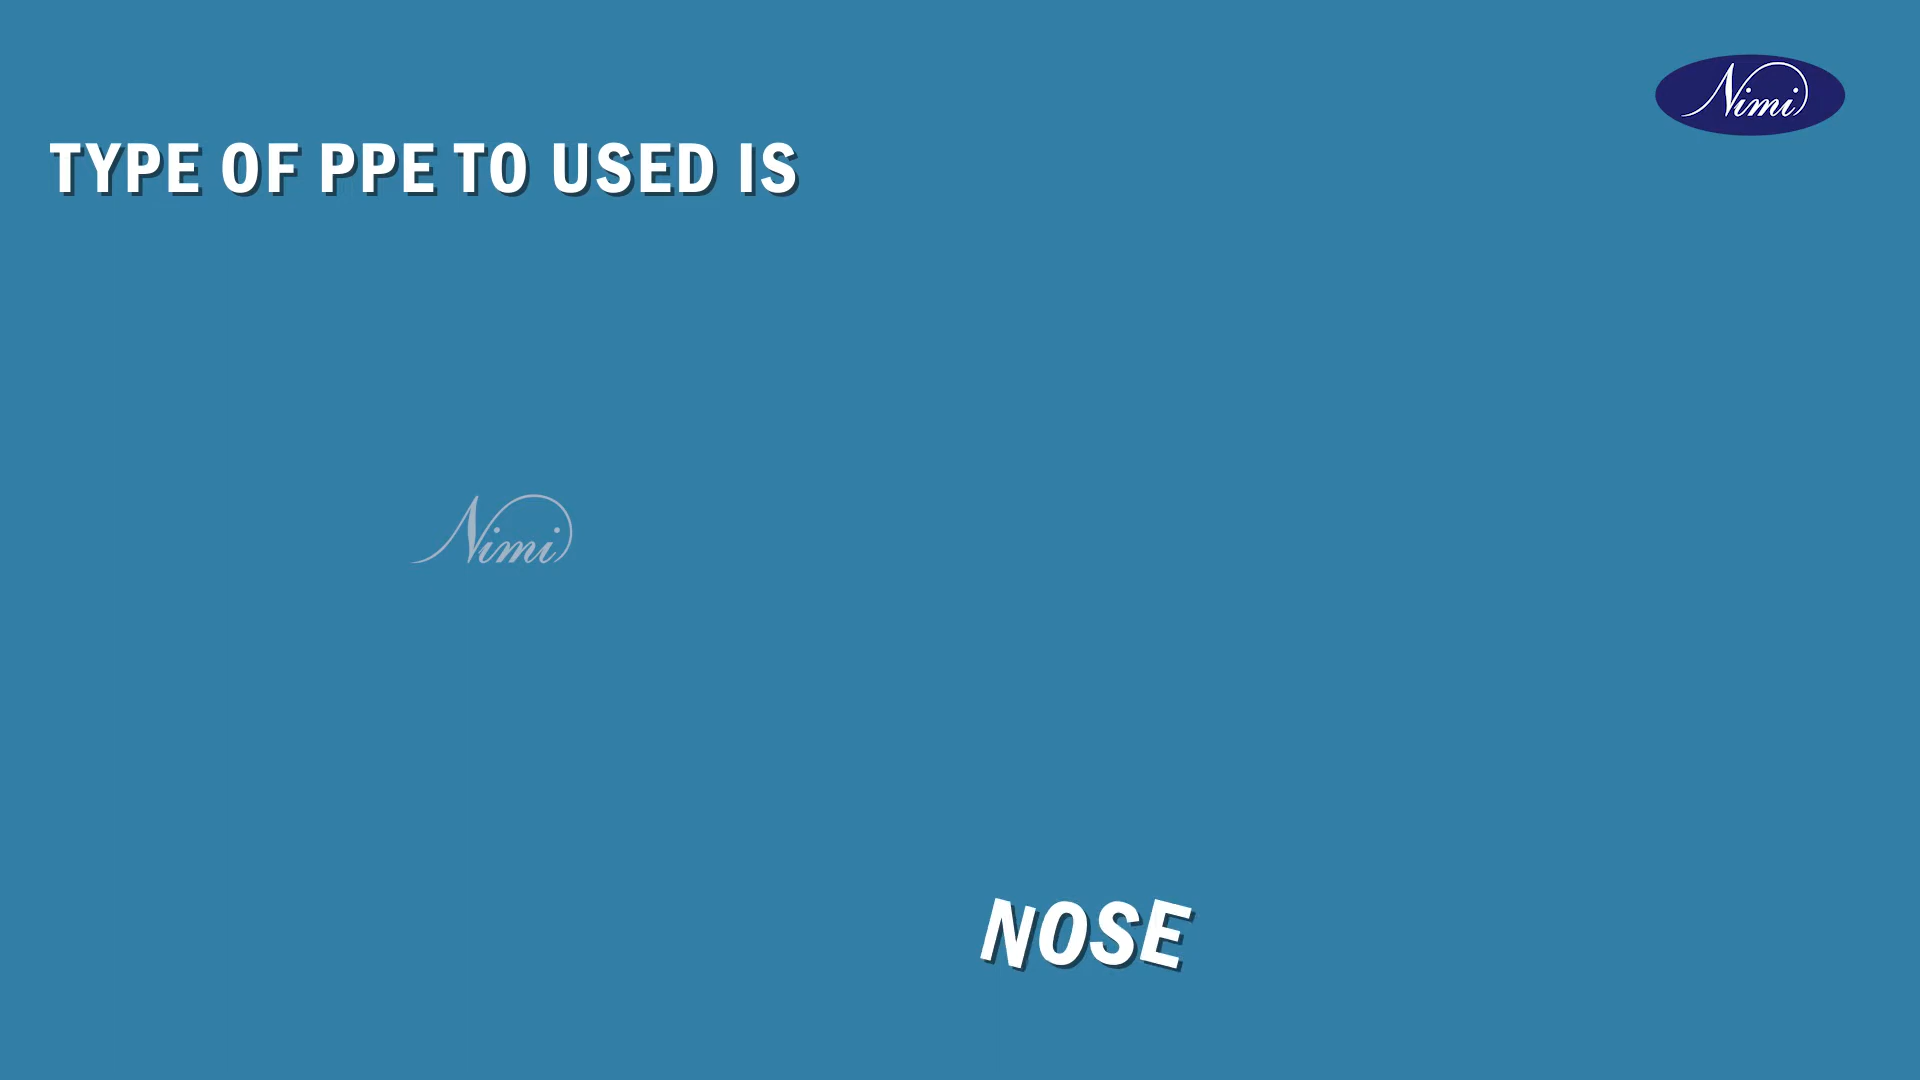 Nimi
TYPE OF PPE TO USED IS
Nimi
NOSE